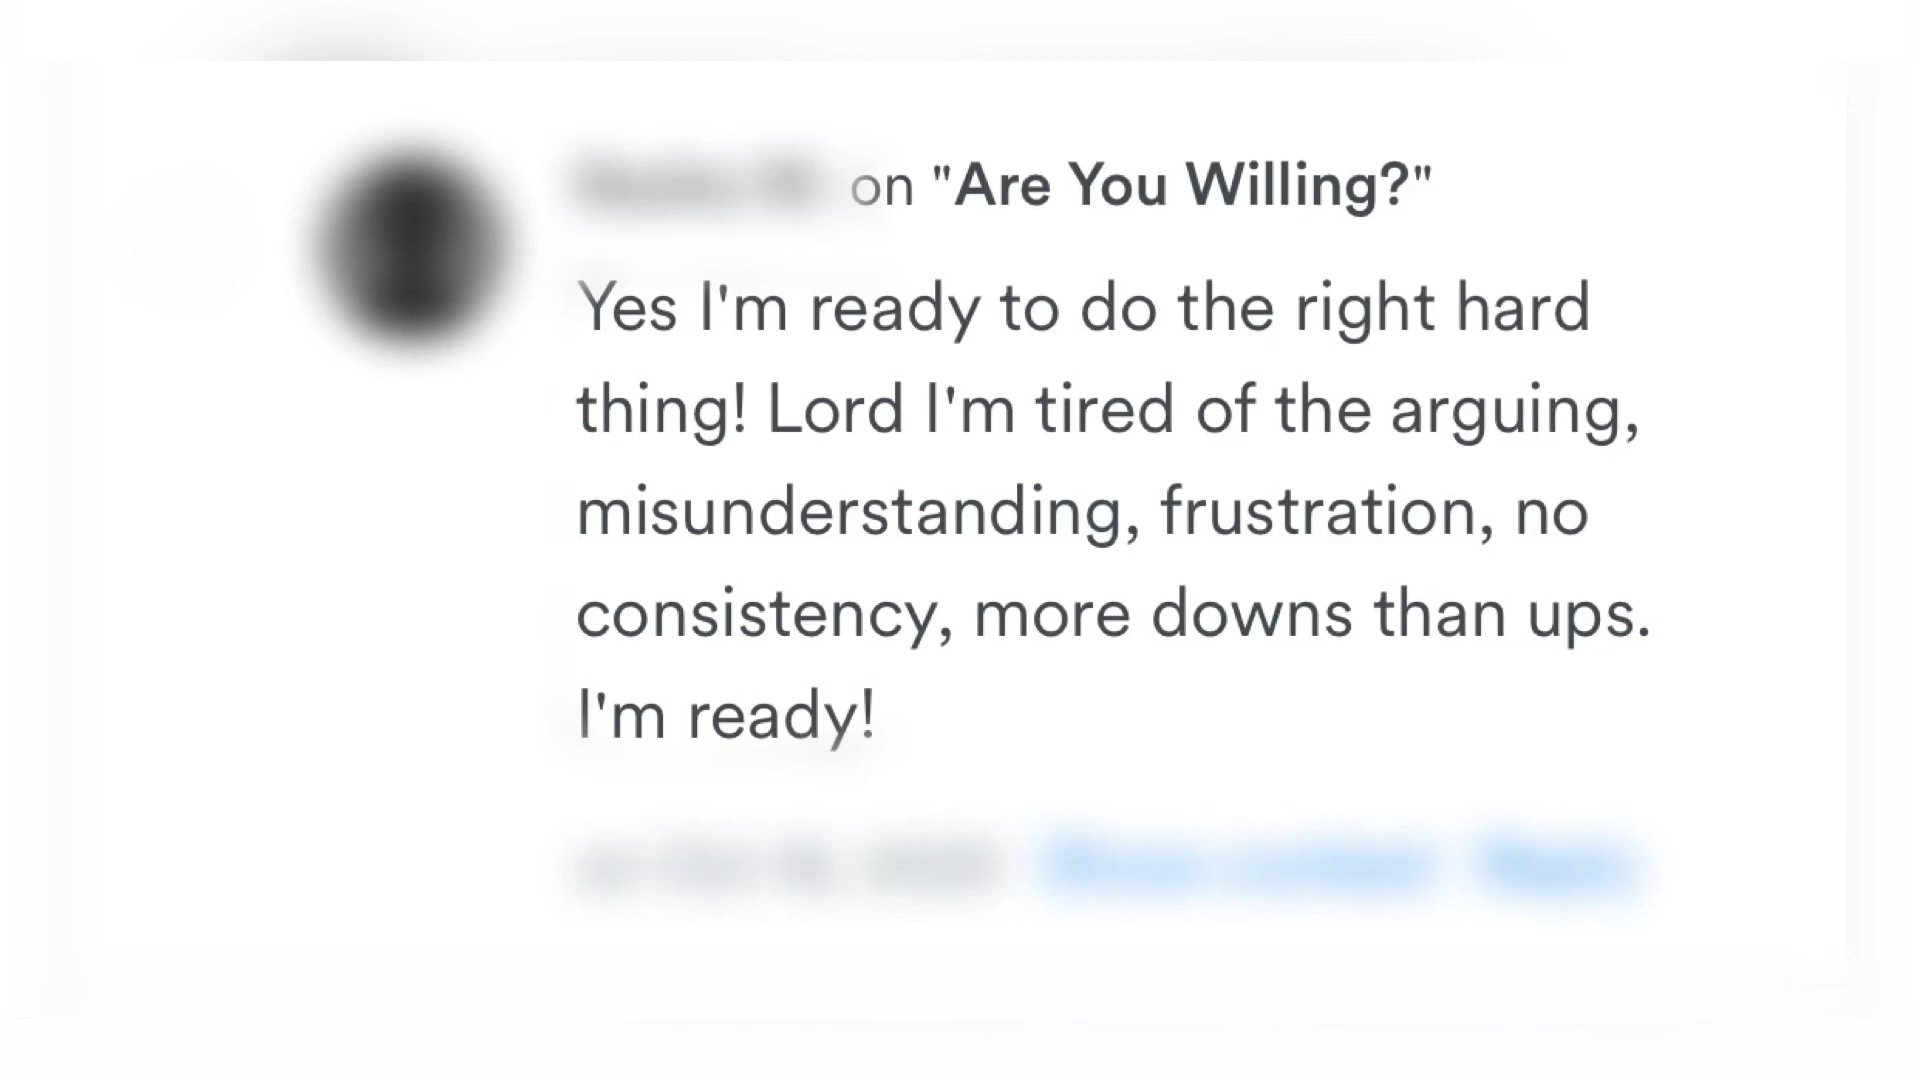 on "Are You Willing?"
Yes I'm ready to do the right hard
thing! Lord I'm tired of the arguing,
misunderstanding, frustration, no
consistency, more downs than ups.
I'm ready!